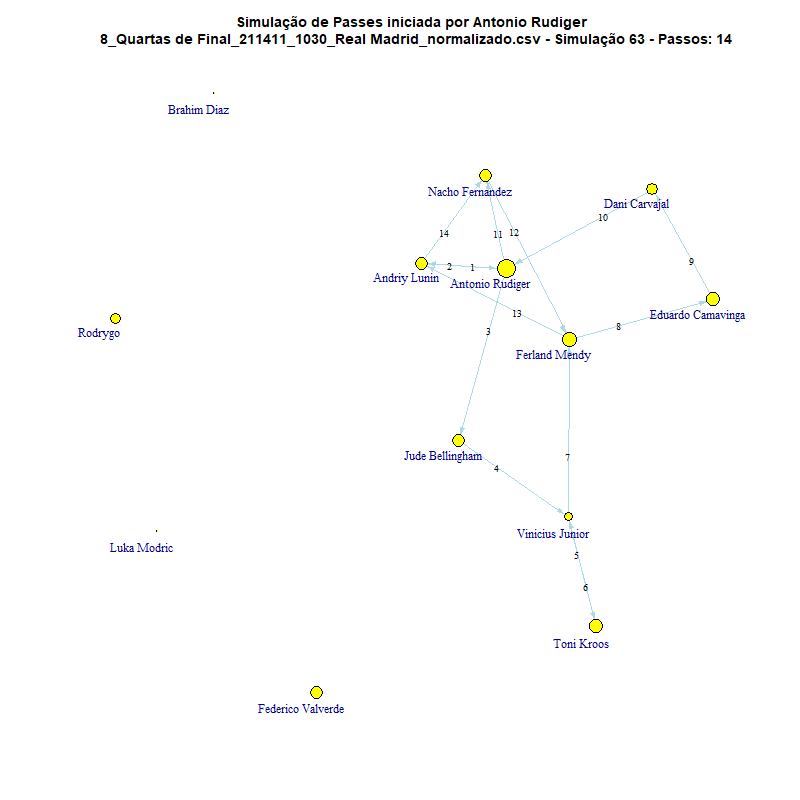 Simulação de Passes iniciada por Antonio Rudiger
8_Quartas de Final_211411_1030_Real Madrid_normalizado.csv - Simulação 63 - Passos: 14
Brahim Diaz
Nacho Fernandez
Dani Carvajal
10
14
11
12
9
2
1
Andriy Lunin
Antonio Rudiger
13
Eduardo Camavinga
8
Rodrygo
3
Ferland Mendy
Jude Bellingham
7
4
Vinicius Junior
Luka Modric
5
6
Toni Kroos
Federico Valverde